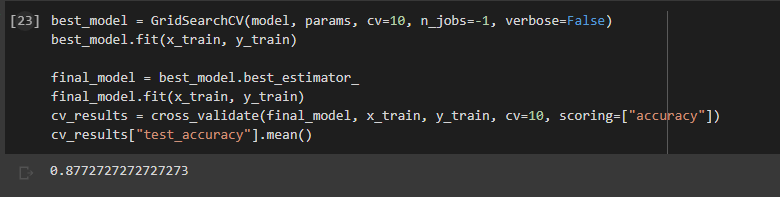 [23] best_model = GridSearchCV(model, params, cv=10, n_jobs=-1, verbose=False)
best_model.fit(x_train, y_train)
final_model = best_model.best_estimator_
final_model.fit(x_train, y_train)
cv_results = cross_validate(final_model, x_train, y_train, cv=10, scoring=["accuracy"])
cv_results["test_accuracy"].mean()
0.8772727272727273